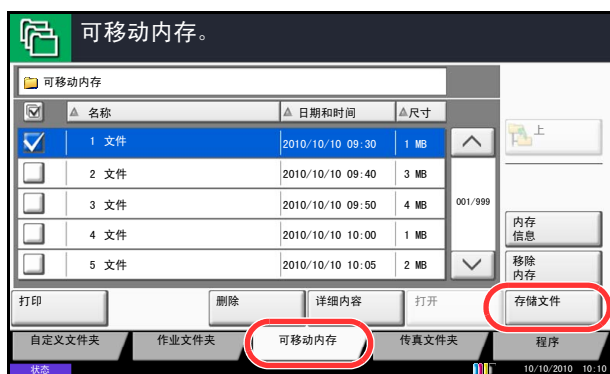 可移动内存。
可移动内存
名称 日期和时间 尺寸
1 文件 2010/10/10 09:30 1 MB
2 文件 2010/10/10 09:40 3 MB
3 文件 2010/10/10 09:50 4 MB
4 文件 2010/10/10 10:00 1 MB
5 文件 2010/10/10 10:05 2 MB
001/999
上
内存
信息
移除
内存
打印 删除 详细内容 打开 存储文件
自定义文件夹 作业文件夹 可移动内存 传真文件夹 程序
状态 10/10/2010 10:10